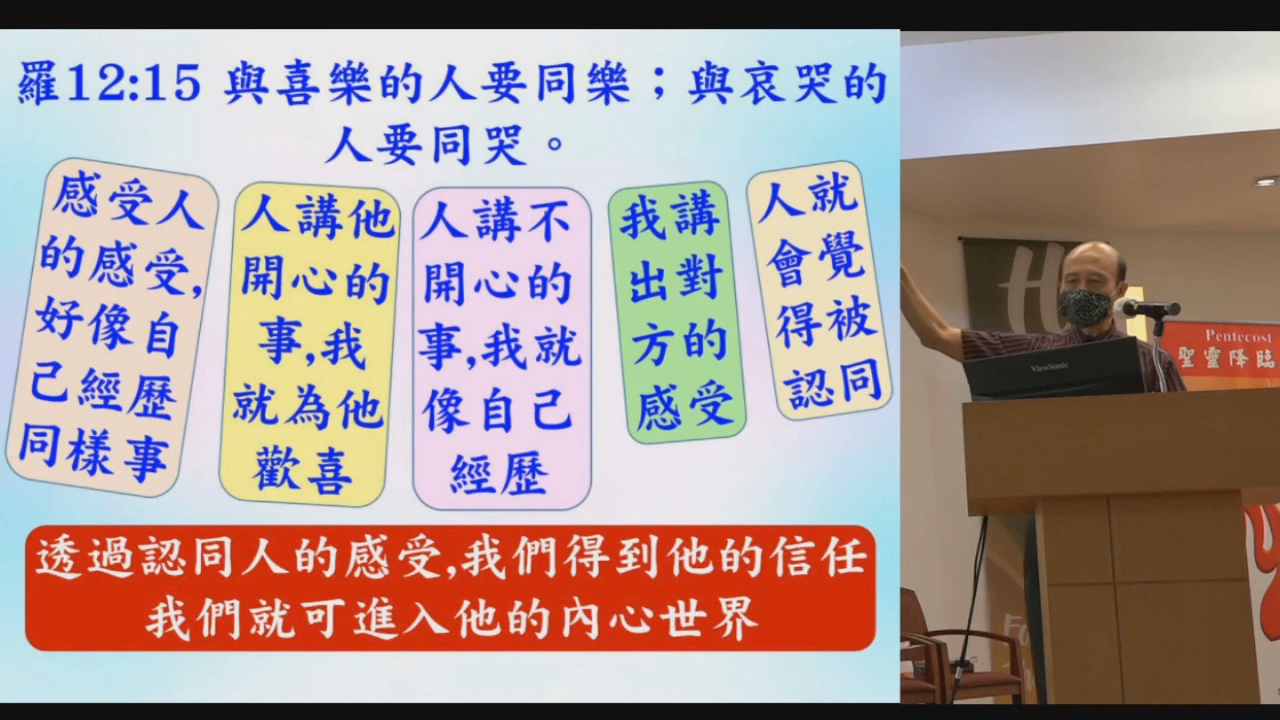 羅12:15 與喜樂的人要同樂；與哀哭的
人要同哭。
感受人
的感受,
好像自
己經歷
同樣事
人講他
開心的
事,我
就為他
歡喜
人講不
開心的
事,我就
像自己
經歷
我講
出對
方的
感受
人就
會覺
得被
認同
透過認同人的感受,我們得到他的信任
我們就可進入他的內心世界
ViewSonic
Pentecost
聖靈降臨